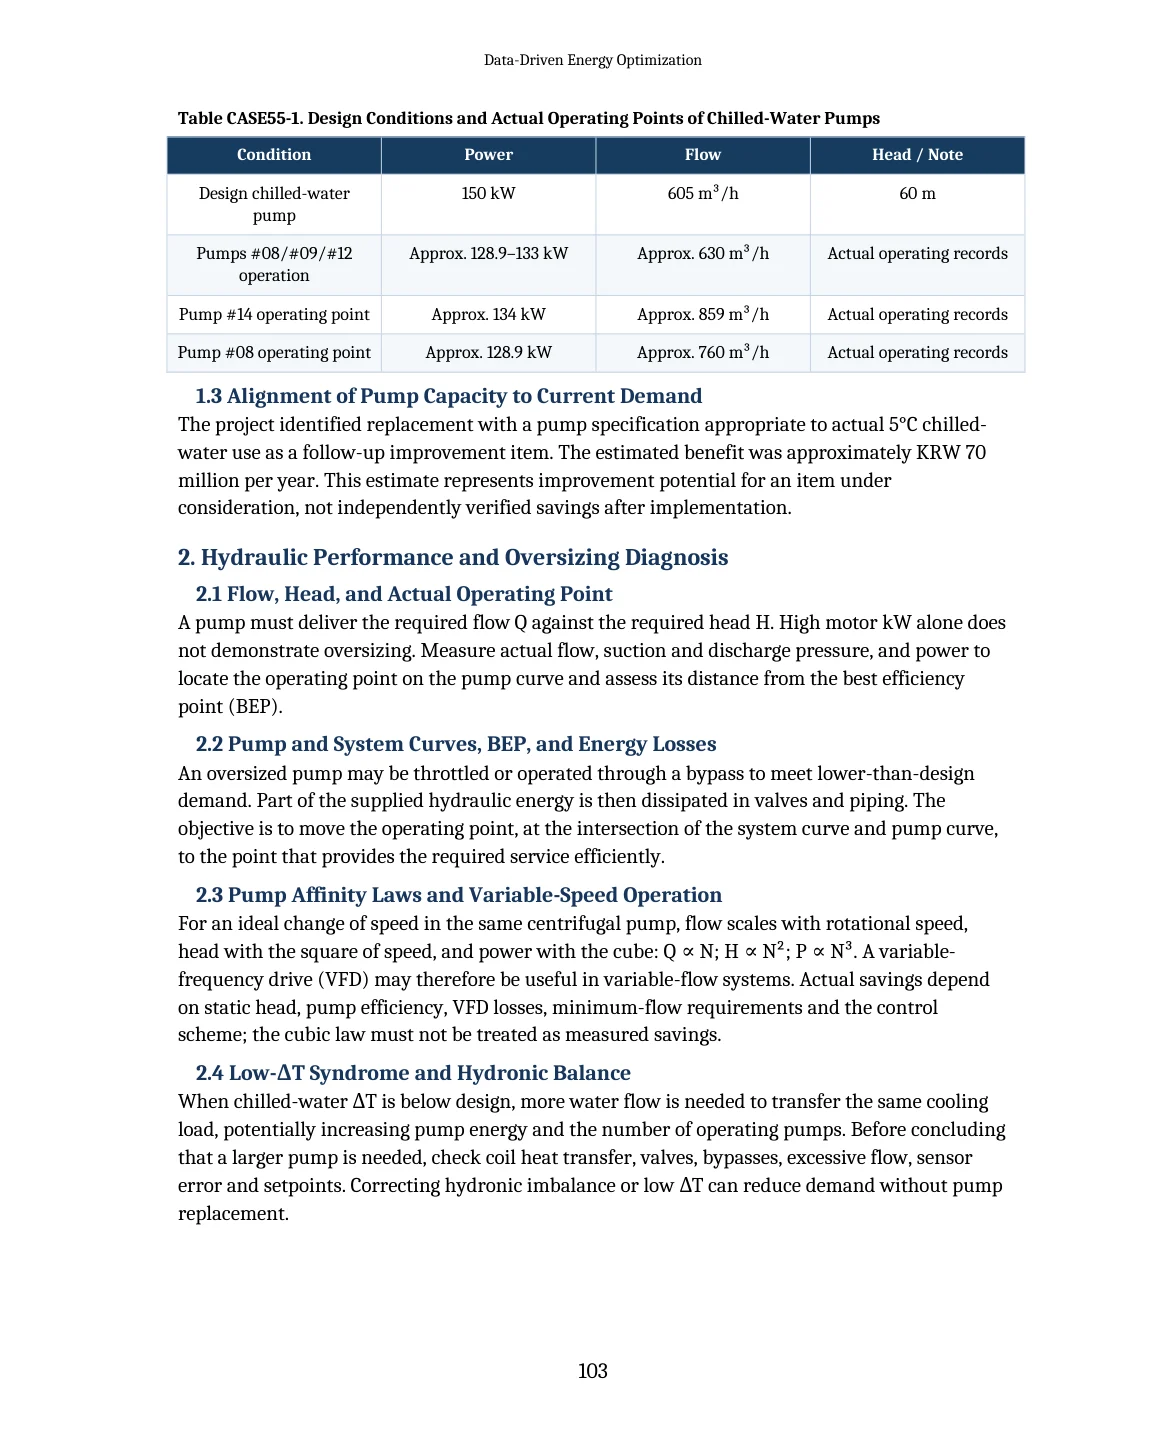 Data-Driven Energy Optimization
Table CASE55-1. Design Conditions and Actual Operating Points of Chilled-Water Pumps
Condition Power Flow Head / Note
Design chilled-water
pump 150 kW 605 m³/h 60 m
Pumps #08/#09/#12
operation Approx. 128.9–133 kW Approx. 630 m³/h Actual operating records
Pump #14 operating point Approx. 134 kW Approx. 859 m³/h Actual operating records
Pump #08 operating point Approx. 128.9 kW Approx. 760 m³/h Actual operating records
1.3 Alignment of Pump Capacity to Current Demand
The project identified replacement with a pump specification appropriate to actual 5°C chilled-
water use as a follow-up improvement item. The estimated benefit was approximately KRW 70
million per year. This estimate represents improvement potential for an item under
consideration, not independently verified savings after implementation.
2. Hydraulic Performance and Oversizing Diagnosis
2.1 Flow, Head, and Actual Operating Point
A pump must deliver the required flow Q against the required head H. High motor kW alone does
not demonstrate oversizing. Measure actual flow, suction and discharge pressure, and power to
locate the operating point on the pump curve and assess its distance from the best efficiency
point (BEP).
2.2 Pump and System Curves, BEP, and Energy Losses
An oversized pump may be throttled or operated through a bypass to meet lower-than-design
demand. Part of the supplied hydraulic energy is then dissipated in valves and piping. The
objective is to move the operating point, at the intersection of the system curve and pump curve,
to the point that provides the required service efficiently.
2.3 Pump Affinity Laws and Variable-Speed Operation
For an ideal change of speed in the same centrifugal pump, flow scales with rotational speed,
head with the square of speed, and power with the cube: Q ∝ N; H ∝ N²; P ∝ N³. A variable-
frequency drive (VFD) may therefore be useful in variable-flow systems. Actual savings depend
on static head, pump efficiency, VFD losses, minimum-flow requirements and the control
scheme; the cubic law must not be treated as measured savings.
2.4 Low-ΔT Syndrome and Hydronic Balance
When chilled-water ΔT is below design, more water flow is needed to transfer the same cooling
load, potentially increasing pump energy and the number of operating pumps. Before concluding
that a larger pump is needed, check coil heat transfer, valves, bypasses, excessive flow, sensor
error and setpoints. Correcting hydronic imbalance or low ΔT can reduce demand without pump
replacement.
103